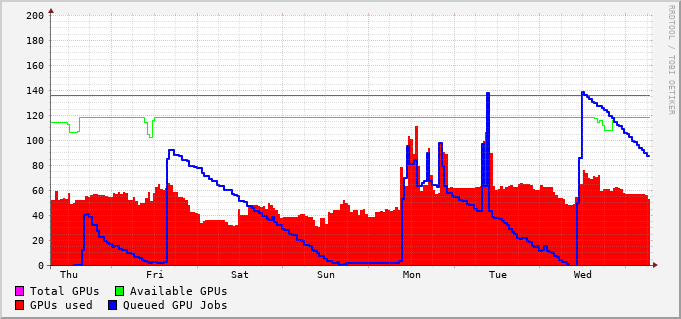 200
180
160
140
120
100
80
60
40
20
0
Thu Fri Sat Sun Mon Tue Wed
Total GPUs Available GPUs
GPUs used Queued GPU Jobs
RRDTOOL / TOBI OETIKER